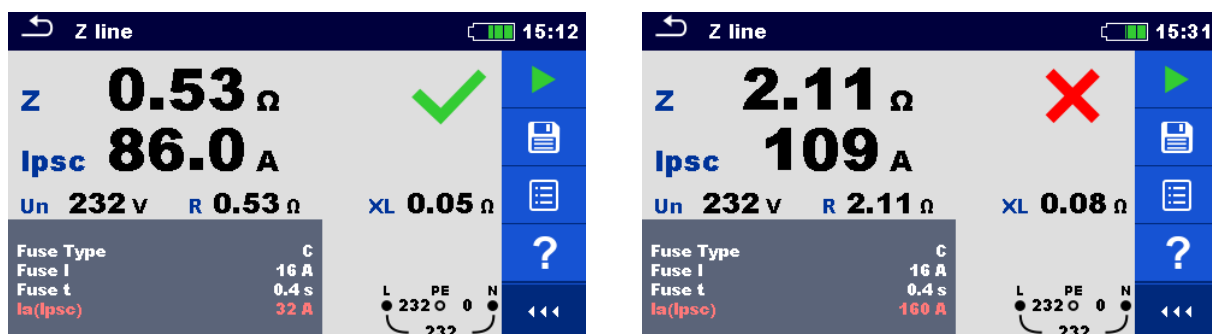 Z line
15:12
Z 0.53 Ω
Ipsc 86.0 A
Un 232 V R 0.53 Ω XL 0.05 Ω
Fuse Type C
Fuse I 16 A
Fuse t 0.4 s
Ia(Ipsc) 32 A
L PE N
232 0
232
?
Z line
15:31
Z 2.11 Ω
Ipsc 109 A
Un 232 V R 2.11 Ω XL 0.08 Ω
Fuse Type C
Fuse I 16 A
Fuse t 0.4 s
Ia(Ipsc) 160 A
L PE N
232 0
232
?